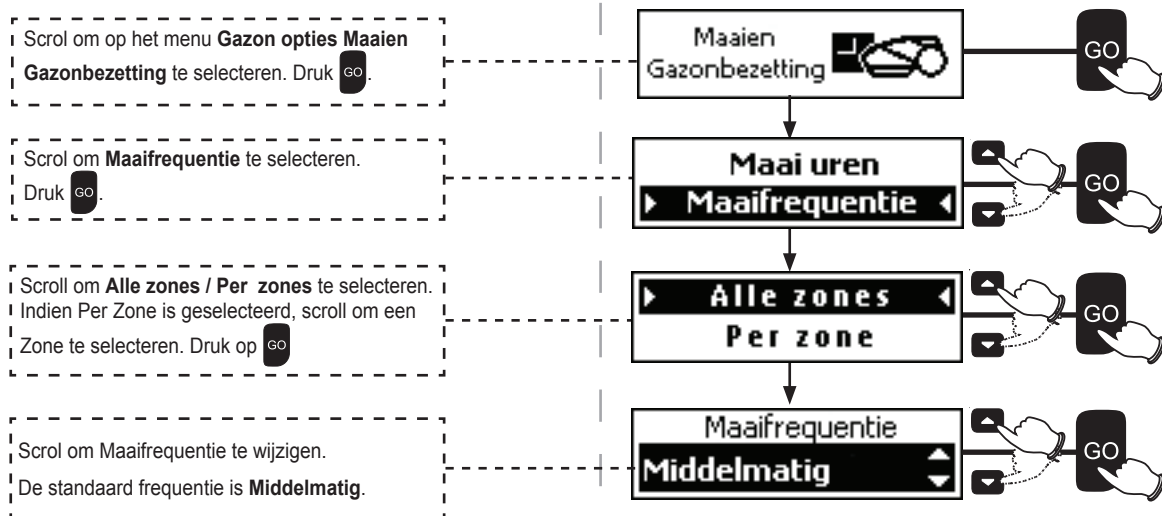 Scrol om op het menu Gazon opties Maaien
Gazonbezetting te selecteren. Druk GO.
Maaien
Gazonbezetting
GO
Scrol om Maaifrequentie te selecteren.
Druk GO.
Maai uren
Maaifrequentie
GO
Scroll om Alle zones / Per zones te selecteren.
Indien Per Zone is geselecteerd, scroll om een
Zone te selecteren. Druk op GO
Alle zones
Per zone
GO
Scrol om Maaifrequentie te wijzigen.
De standaard frequentie is Middelmatig.
Maaifrequentie
Middelmatig
GO